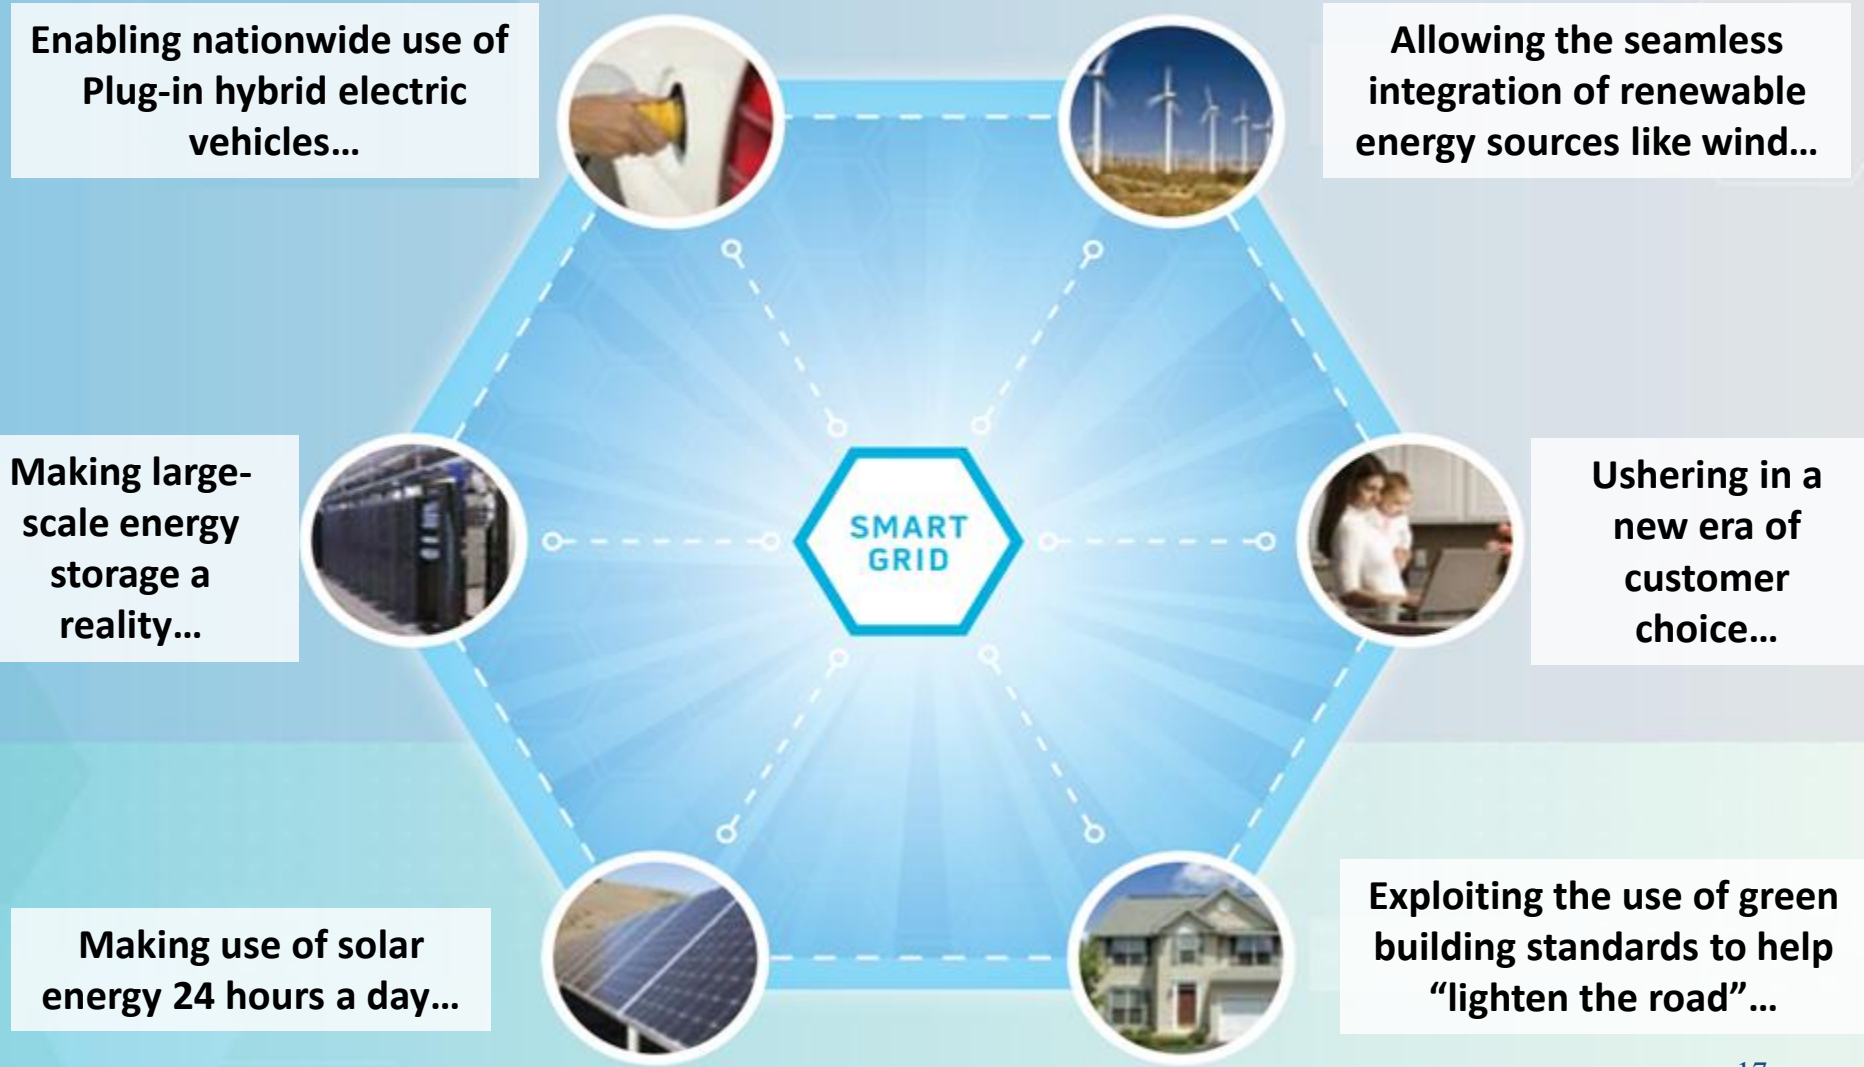 Enabling nationwide use of
Plug-in hybrid electric
vehicles…
Allowing the seamless
integration of renewable
energy sources like wind…
Making large-
scale energy
storage a
reality…
SMART
GRID
Ushering in a
new era of
customer
choice…
Making use of solar
energy 24 hours a day…
Exploiting the use of green
building standards to help
“lighten the road”…
17